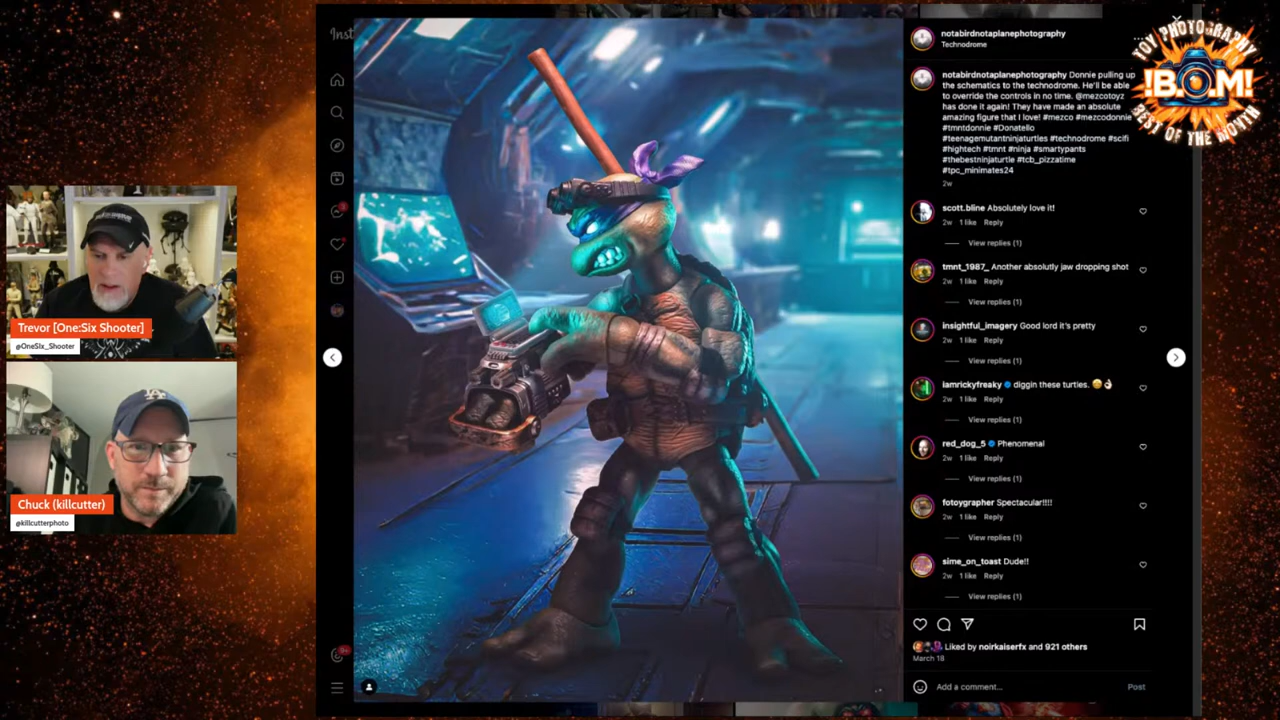 Inst
notabirdnotaplanephotography
Technodrome
notabirdnotaplanephotography Donnie pulling up
the schematics to the technodrome. He'll be able
to override the controls in no time. @mezcotoyz
has done it again! They have made an absolute
amazing figure that I love! #mezco #mezcodonnie
#tmntdonnie #Donatello
#teenagemutantninjaturtles #technodrome #scifi
#hightech #tmnt #ninja #smartypants
#thebestninjaturtle #tcb_pizzatime
#tpc_minimates24
2w
TOY PHOTOGRAPHY
!B.O.M!
BEST OF THE MONTH
scott.bline Absolutely love it!
2w 1 like Reply
View replies (1)
tmnt_1987_ Another absolutly jaw dropping shot
2w 1 like Reply
View replies (1)
insightful_imagery Good lord it's pretty
2w 1 like Reply
View replies (1)
iamrickyfreaky diggin these turtles.
2w 1 like Reply
View replies (1)
red_dog_5 Phenomenal
2w 1 like Reply
View replies (1)
fotoygrapher Spectacular!!!!
2w 1 like Reply
View replies (1)
sime_on_toast Dude!!
2w 1 like Reply
View replies (1)
Liked by noirkaiserfx and 921 others
March 18
Add a comment... Post
Trevor [One:Six Shooter]
@OneSix_Shooter
Chuck (killcutter)
@killcutterphoto